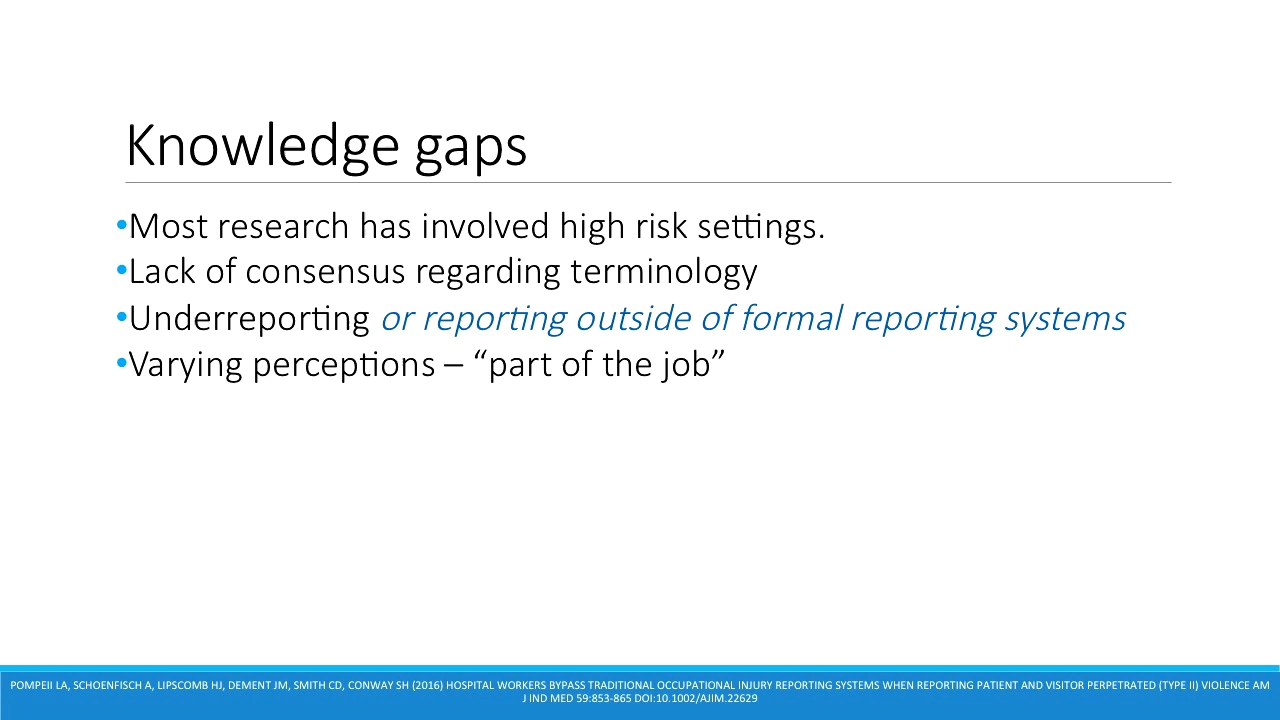 Knowledge gaps
•Most research has involved high risk settings.
•Lack of consensus regarding terminology
•Underreporting or reporting outside of formal reporting systems
•Varying perceptions – “part of the job”
POMPEII LA, SCHOENFISCH A, LIPSCOMB HJ, DEMENT JM, SMITH CD, CONWAY SH (2016) HOSPITAL WORKERS BYPASS TRADITIONAL OCCUPATIONAL INJURY REPORTING SYSTEMS WHEN REPORTING PATIENT AND VISITOR PERPETRATED (TYPE II) VIOLENCE AM
J IND MED 59:853-865 DOI:10.1002/AJIM.22629